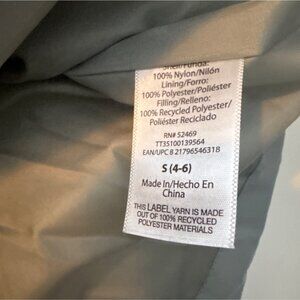 Shell/Funda:
100% Nylon/Nilón
Lining/Forro:
100% Polyester/Poliéster
Filling/Relleno:
100% Recycled Polyester/
Poliéster Reciclado
RN# 52469
TT35100139564
EAN/UPC 8 21796546318
S (4-6)
Made In/Hecho En
China
THIS LABEL YARN IS MADE
OUT OF 100% RECYCLED
POLYESTER MATERIALS